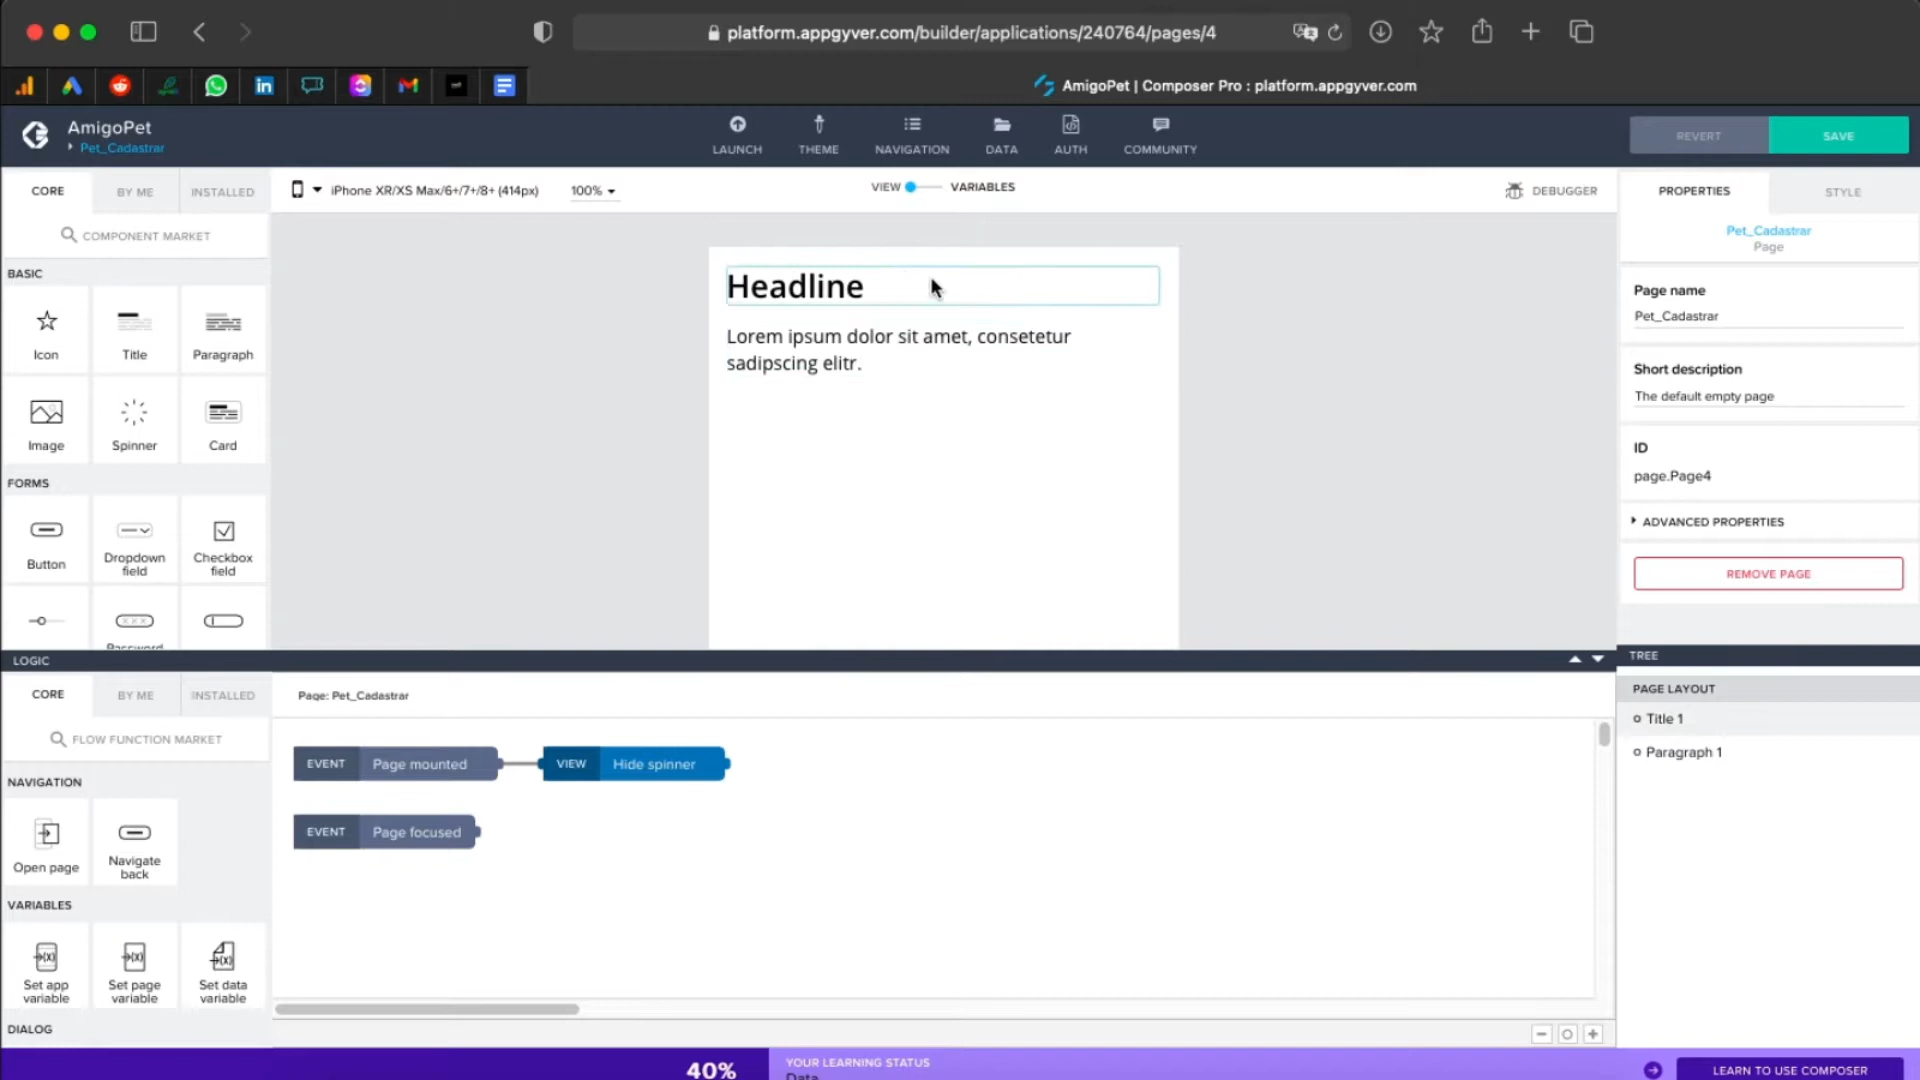 platform.appgyver.com/builder/applications/240764/pages/4
AmigoPet | Composer Pro : platform.appgyver.com
AmigoPet
Pet_Cadastrar
LAUNCH
THEME
NAVIGATION
DATA
AUTH
COMMUNITY
REVERT
SAVE
CORE
BY ME
INSTALLED
iPhone XR/XS Max/6+/7+/8+ (414px)
100%
VIEW
VARIABLES
DEBUGGER
PROPERTIES
STYLE
COMPONENT MARKET
BASIC
Icon
Title
Paragraph
Image
Spinner
Card
FORMS
Button
Dropdown
field
Checkbox
field
Password
Headline
Lorem ipsum dolor sit amet, consetetur
sadipscing elitr.
Pet_Cadastrar
Page
Page name
Pet_Cadastrar
Short description
The default empty page
ID
page.Page4
ADVANCED PROPERTIES
REMOVE PAGE
LOGIC
TREE
CORE
BY ME
INSTALLED
Page: Pet_Cadastrar
PAGE LAYOUT
Title 1
Paragraph 1
FLOW FUNCTION MARKET
NAVIGATION
Open page
Navigate
back
VARIABLES
Set app
variable
Set page
variable
Set data
variable
DIALOG
EVENT Page mounted
VIEW Hide spinner
EVENT Page focused
40%
YOUR LEARNING STATUS
Data
LEARN TO USE COMPOSER